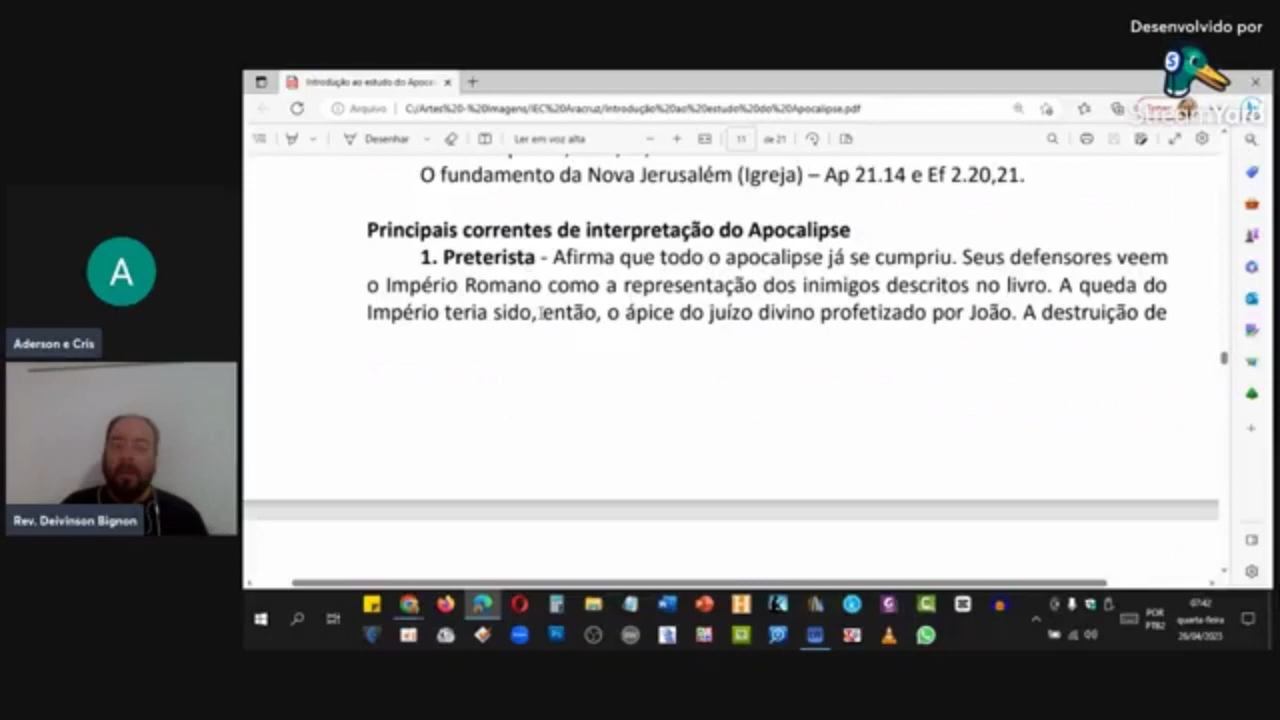 Desenvolvido por
StreamYard
Introdução ao estudo do Apoca
Arquivo
C:/Artes%20-%20Imagens/IEC%20Aracruz/Introdução%20ao%20estudo%20do%20Apocalipse.pdf
Desenhar
Ler em voz alta
11
de 21
O fundamento da Nova Jerusalém (Igreja) – Ap 21.14 e Ef 2.20,21.
Principais correntes de interpretação do Apocalipse
1. Preterista - Afirma que todo o apocalipse já se cumpriu. Seus defensores veem
o Império Romano como a representação dos inimigos descritos no livro. A queda do
Império teria sido, então, o ápice do juízo divino profetizado por João. A destruição de
A
Aderson e Cris
Rev. Deivinson Bignon
POR
PTB2
07:42
quarta-feira
26/04/2023